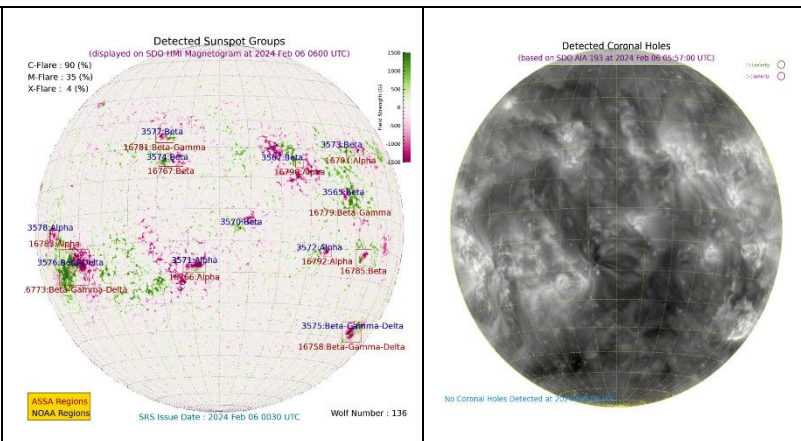 Detected Sunspot Groups
(displayed on SDO HMI Magnetogram at 2024 Feb 06 0600 UTC)
C-Flare : 90 (%)
M-Flare : 35 (%)
X-Flare : 4 (%)
1500
1000
500
0
-500
-1000
-1500
Field Strength (G)
3577:Beta
16781:Beta-Gamma
3574:Beta
16767:Beta
3567:Beta
16790:Alpha
3573:Beta
16791:Alpha
3565:Beta
16779:Beta-Gamma
3570:Beta
3578:Alpha
16783:Alpha
3576:Beta-Delta
.6773:Beta-Gamma-Delta
3571:Alpha
16766:Alpha
3572:Alpha
16792:Alpha
16785:Beta
3575:Beta-Gamma-Delta
16758:Beta-Gamma-Delta
ASSA Regions
NOAA Regions
SRS Issue Date : 2024 Feb 06 0030 UTC
Wolf Number : 136
Detected Coronal Holes
(based on SDO AIA 193 at 2024 Feb 06 05:57:00 UTC)
(+) polarity
(-) polarity
No Coronal Holes Detected at 2024